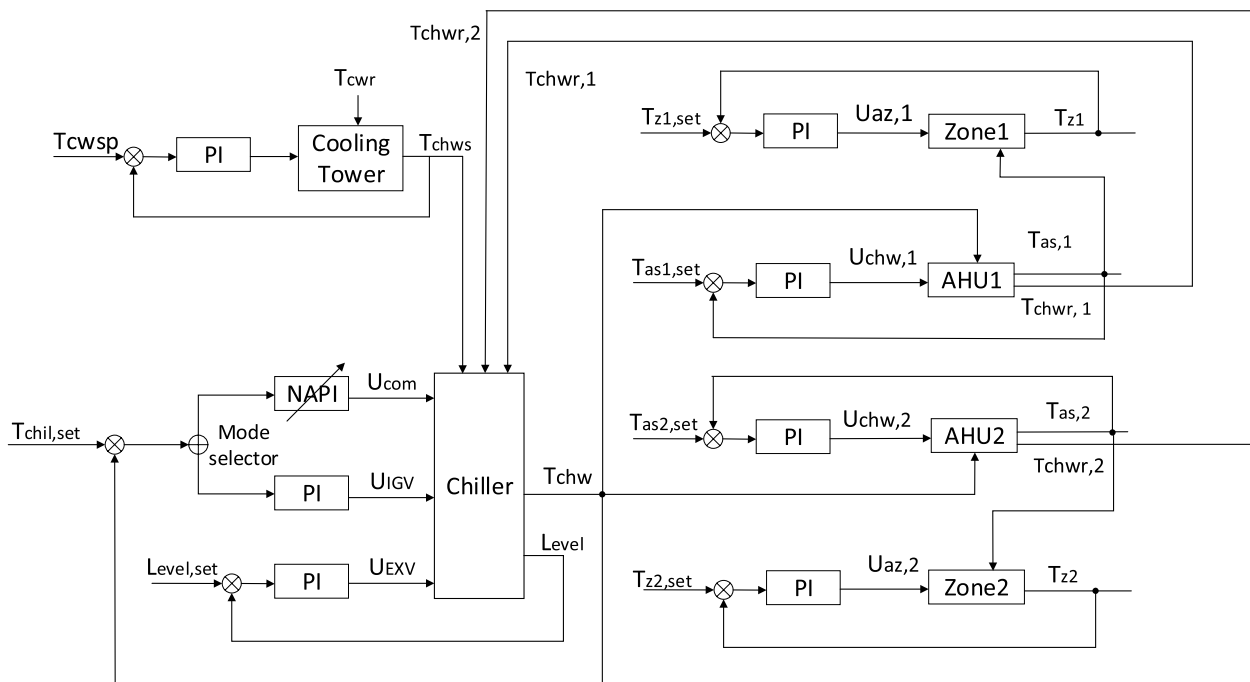 Tchwr,2
Tcwr
Tchwr,1
Tz1,set
PI
Uaz,1
Zone1
Tz1
Tcwsp
PI
Cooling
Tower
Tchws
Tas1,set
PI
Uchw,1
AHU1
Tas,1
Tchwr, 1
NAPI
Ucom
Tchil,set
Mode
selector
PI
UIGV
Chiller
Tchw
Level
Level,set
PI
UEXV
Tas2,set
PI
Uchw,2
AHU2
Tas,2
Tchwr,2
Tz2,set
PI
Uaz,2
Zone2
Tz2